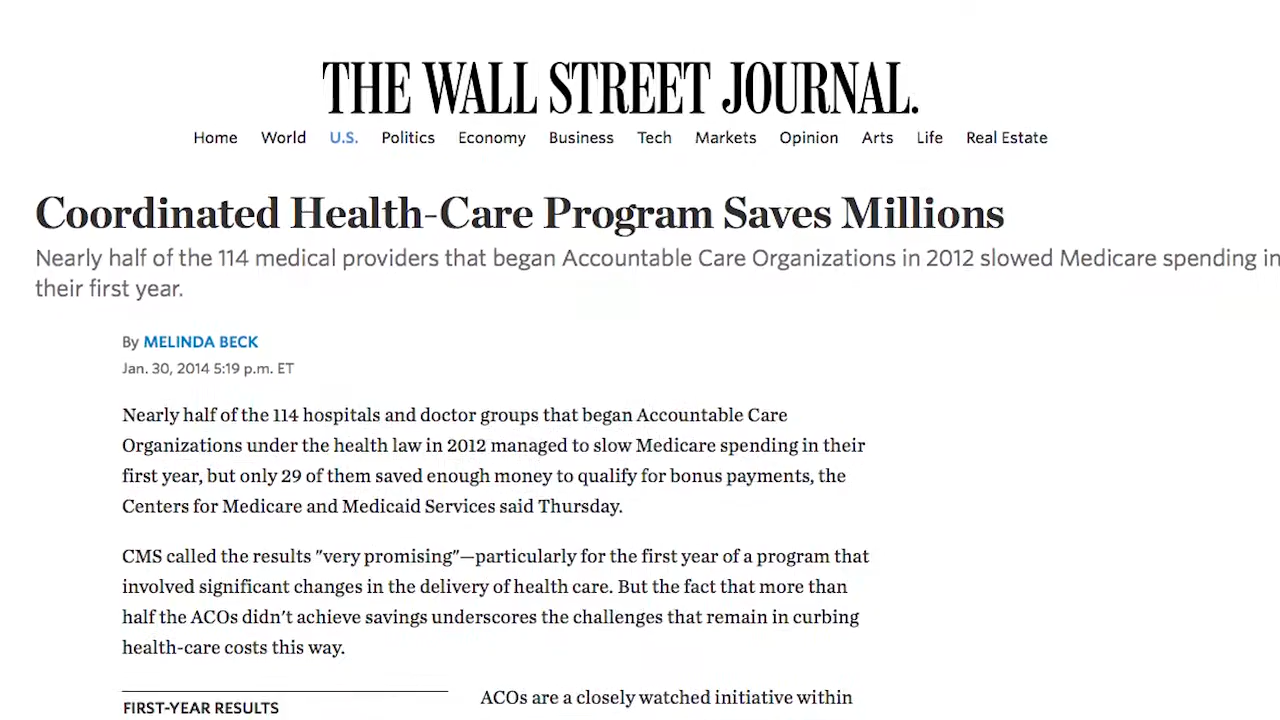 THE WALL STREET JOURNAL.
Home World U.S. Politics Economy Business Tech Markets Opinion Arts Life Real Estate
Coordinated Health-Care Program Saves Millions
Nearly half of the 114 medical providers that began Accountable Care Organizations in 2012 slowed Medicare spending in
their first year.
By MELINDA BECK
Jan. 30, 2014 5:19 p.m. ET
Nearly half of the 114 hospitals and doctor groups that began Accountable Care
Organizations under the health law in 2012 managed to slow Medicare spending in their
first year, but only 29 of them saved enough money to qualify for bonus payments, the
Centers for Medicare and Medicaid Services said Thursday.
CMS called the results "very promising"—particularly for the first year of a program that
involved significant changes in the delivery of health care. But the fact that more than
half the ACOs didn't achieve savings underscores the challenges that remain in curbing
health-care costs this way.
FIRST-YEAR RESULTS
ACOs are a closely watched initiative within